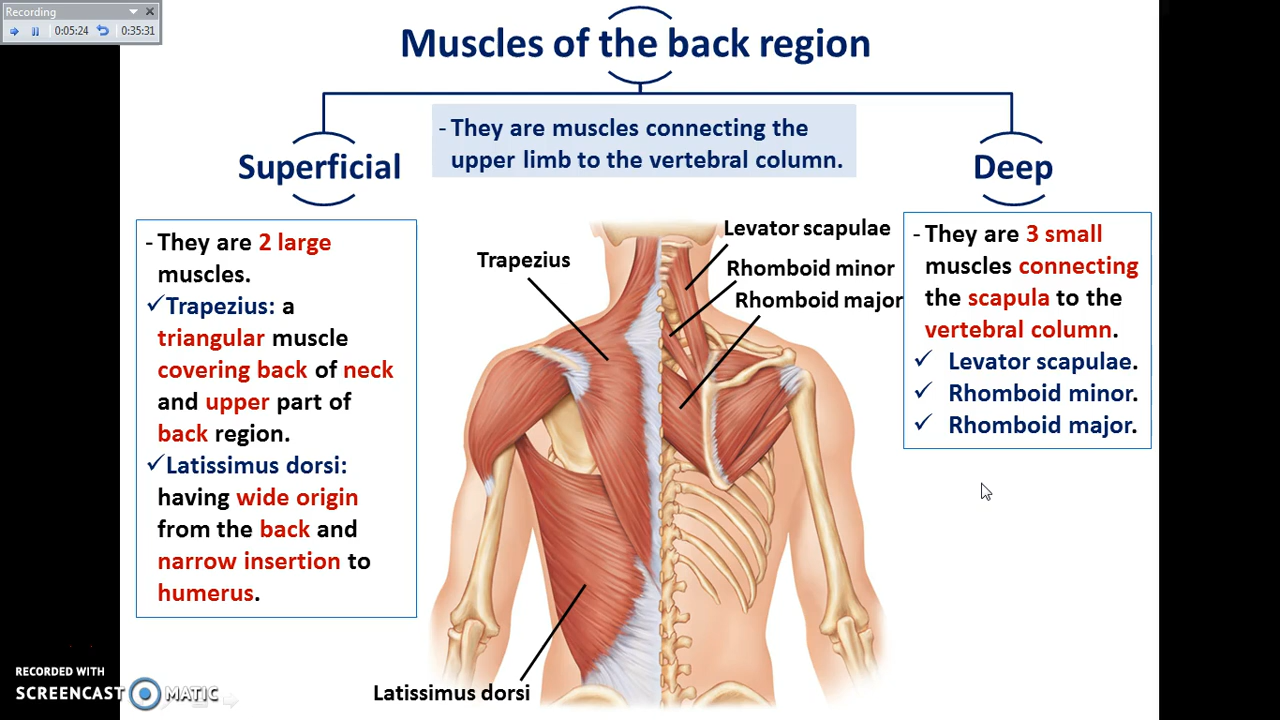 Recording
0:05:24
0:35:31
Muscles of the back region
- They are muscles connecting the
upper limb to the vertebral column.
Superficial
Deep
- They are 2 large
muscles.
✓Trapezius: a
triangular muscle
covering back of neck
and upper part of
back region.
✓Latissimus dorsi:
having wide origin
from the back and
narrow insertion to
humerus.
Trapezius
Levator scapulae
Rhomboid minor
Rhomboid major
Latissimus dorsi
- They are 3 small
muscles connecting
the scapula to the
vertebral column.
✓ Levator scapulae.
✓ Rhomboid minor.
✓ Rhomboid major.
RECORDED WITH
SCREENCAST MATIC